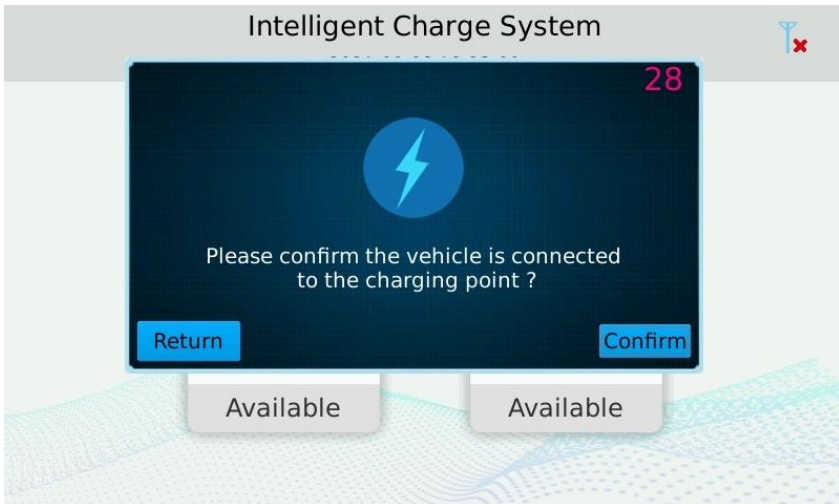 Intelligent Charge System
28
Please confirm the vehicle is connected
to the charging point ?
Return
Confirm
Available
Available